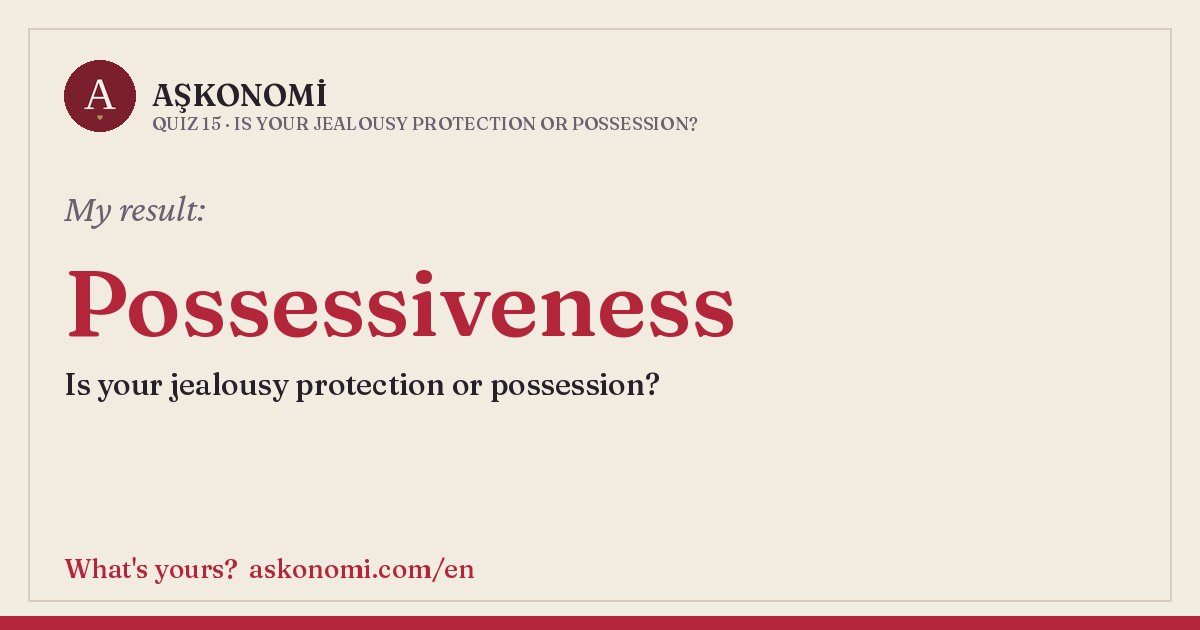 A
AŞKONOMİ
QUIZ 15 · IS YOUR JEALOUSY PROTECTION OR POSSESSION?
My result:
Possessiveness
Is your jealousy protection or possession?
What's yours? askonomi.com/en